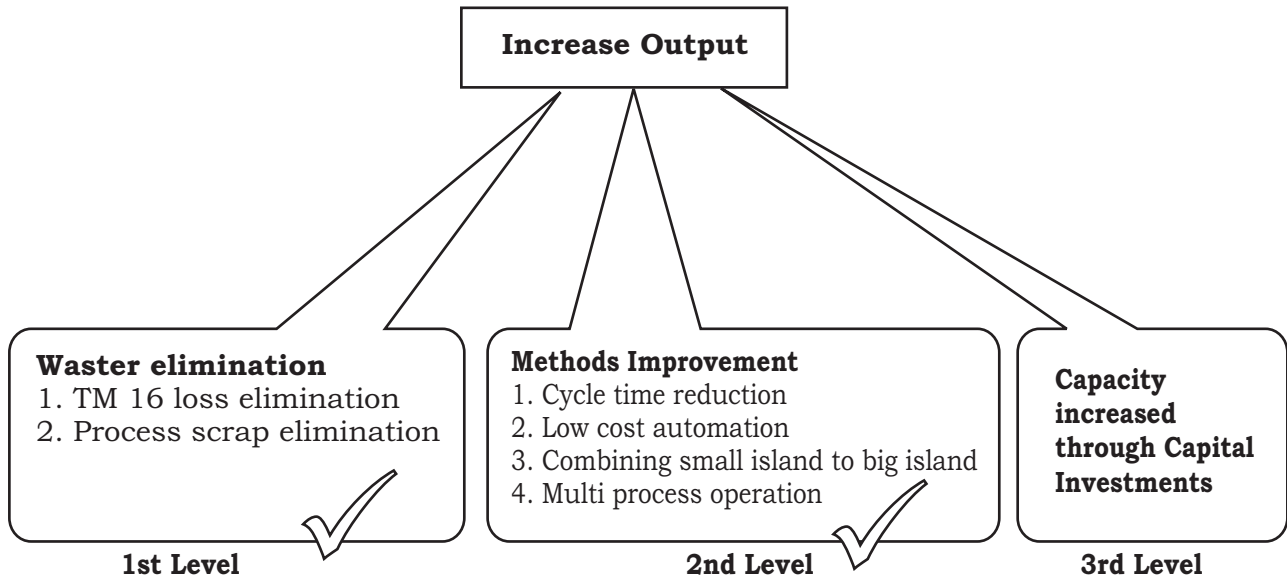 Increase Output
Waster elimination
1. TM 16 loss elimination
2. Process scrap elimination
1st Level
Methods Improvement
1. Cycle time reduction
2. Low cost automation
3. Combining small island to big island
4. Multi process operation
2nd Level
Capacity
increased
through Capital
Investments
3rd Level